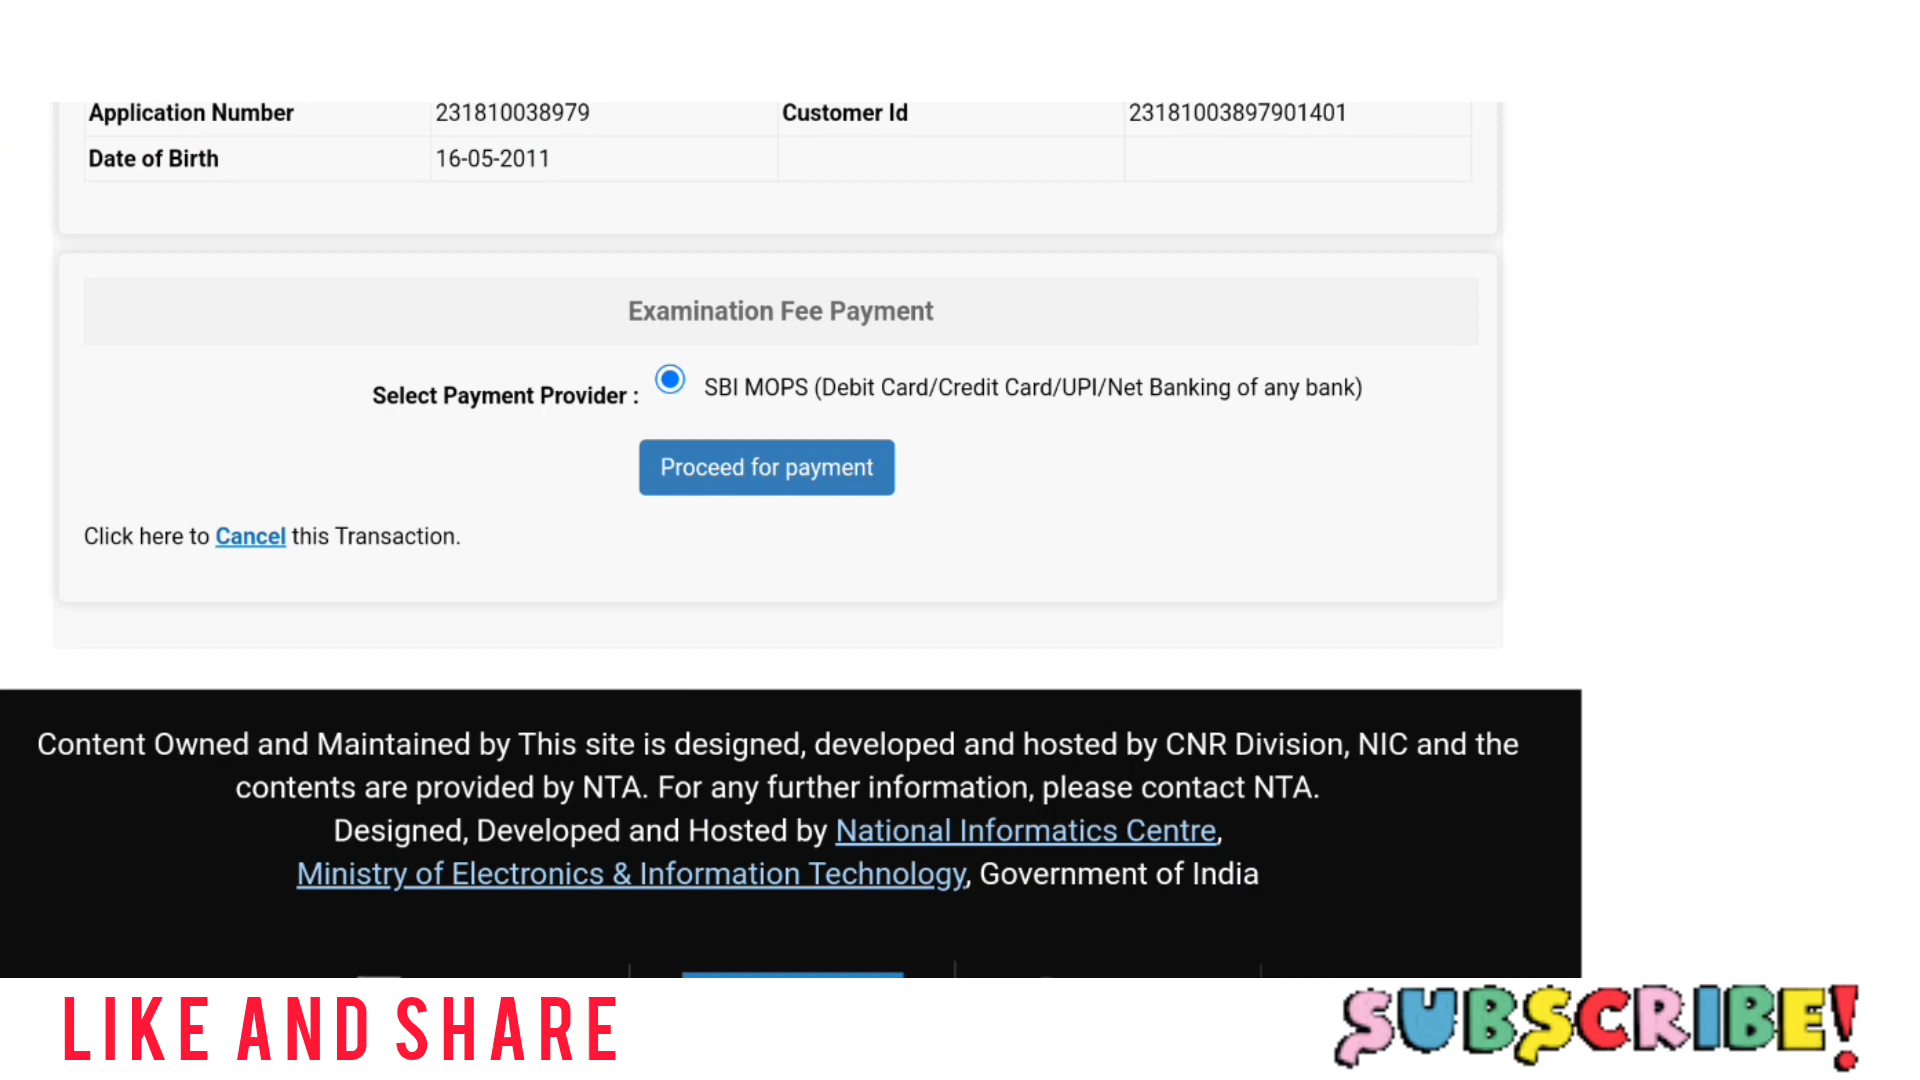 Application Number 231810038979 Customer Id 23181003897901401
Date of Birth 16-05-2011
Examination Fee Payment
Select Payment Provider : SBI MOPS (Debit Card/Credit Card/UPI/Net Banking of any bank)
Proceed for payment
Click here to Cancel this Transaction.
Content Owned and Maintained by This site is designed, developed and hosted by CNR Division, NIC and the
contents are provided by NTA. For any further information, please contact NTA.
Designed, Developed and Hosted by National Informatics Centre,
Ministry of Electronics & Information Technology, Government of India
LIKE AND SHARE
SUBSCRIBE!